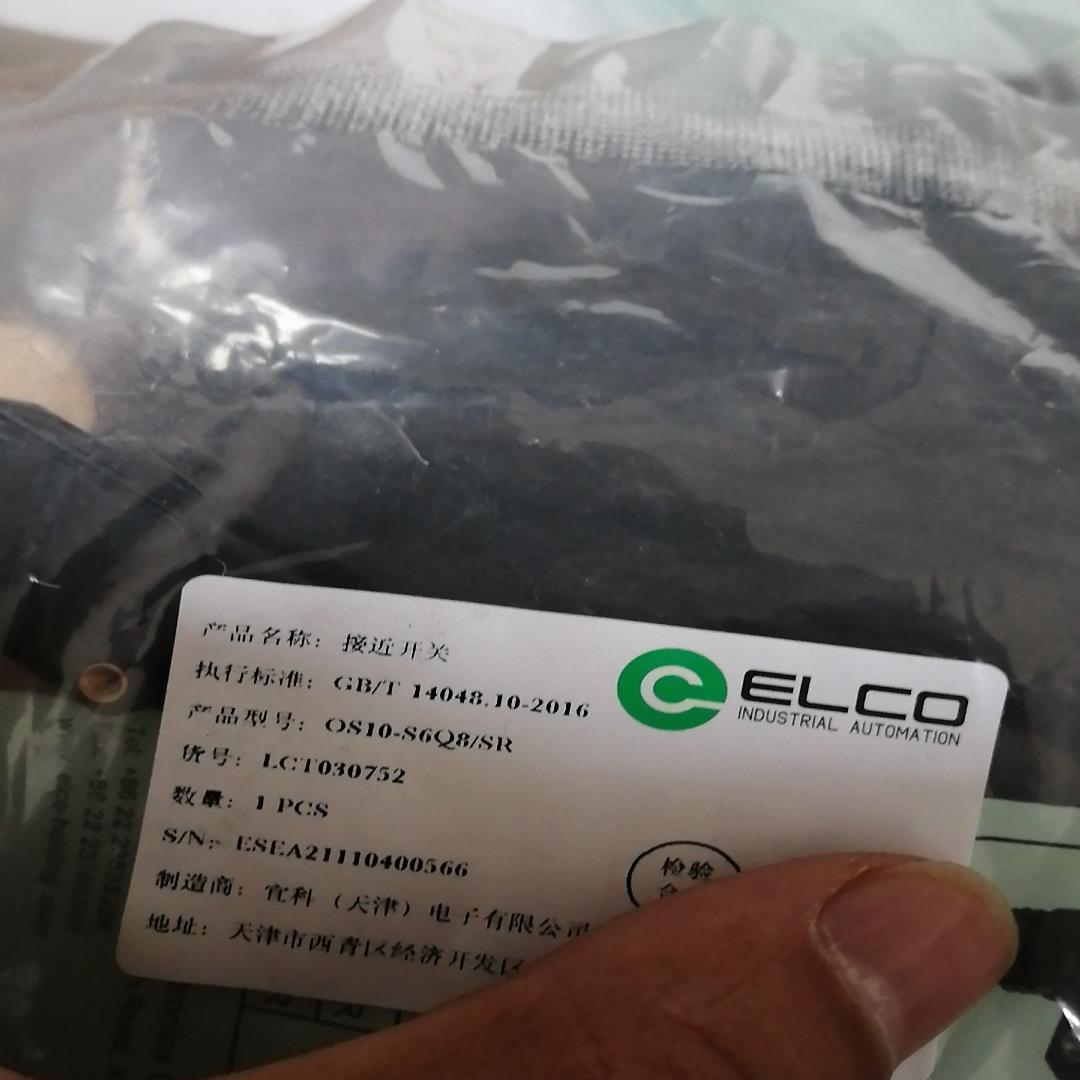 产品名称：接近开关
执行标准：GB/T 14048.10-2016
产品型号：OS10-S6Q8/SR
货号：LCT030752
数量：1 PCS
S/N：ESEA21110400566
制造商：宜科（天津）电子有限公司
地址：天津市西青区经济开发区
ELCO
INDUSTRIAL AUTOMATION
检验